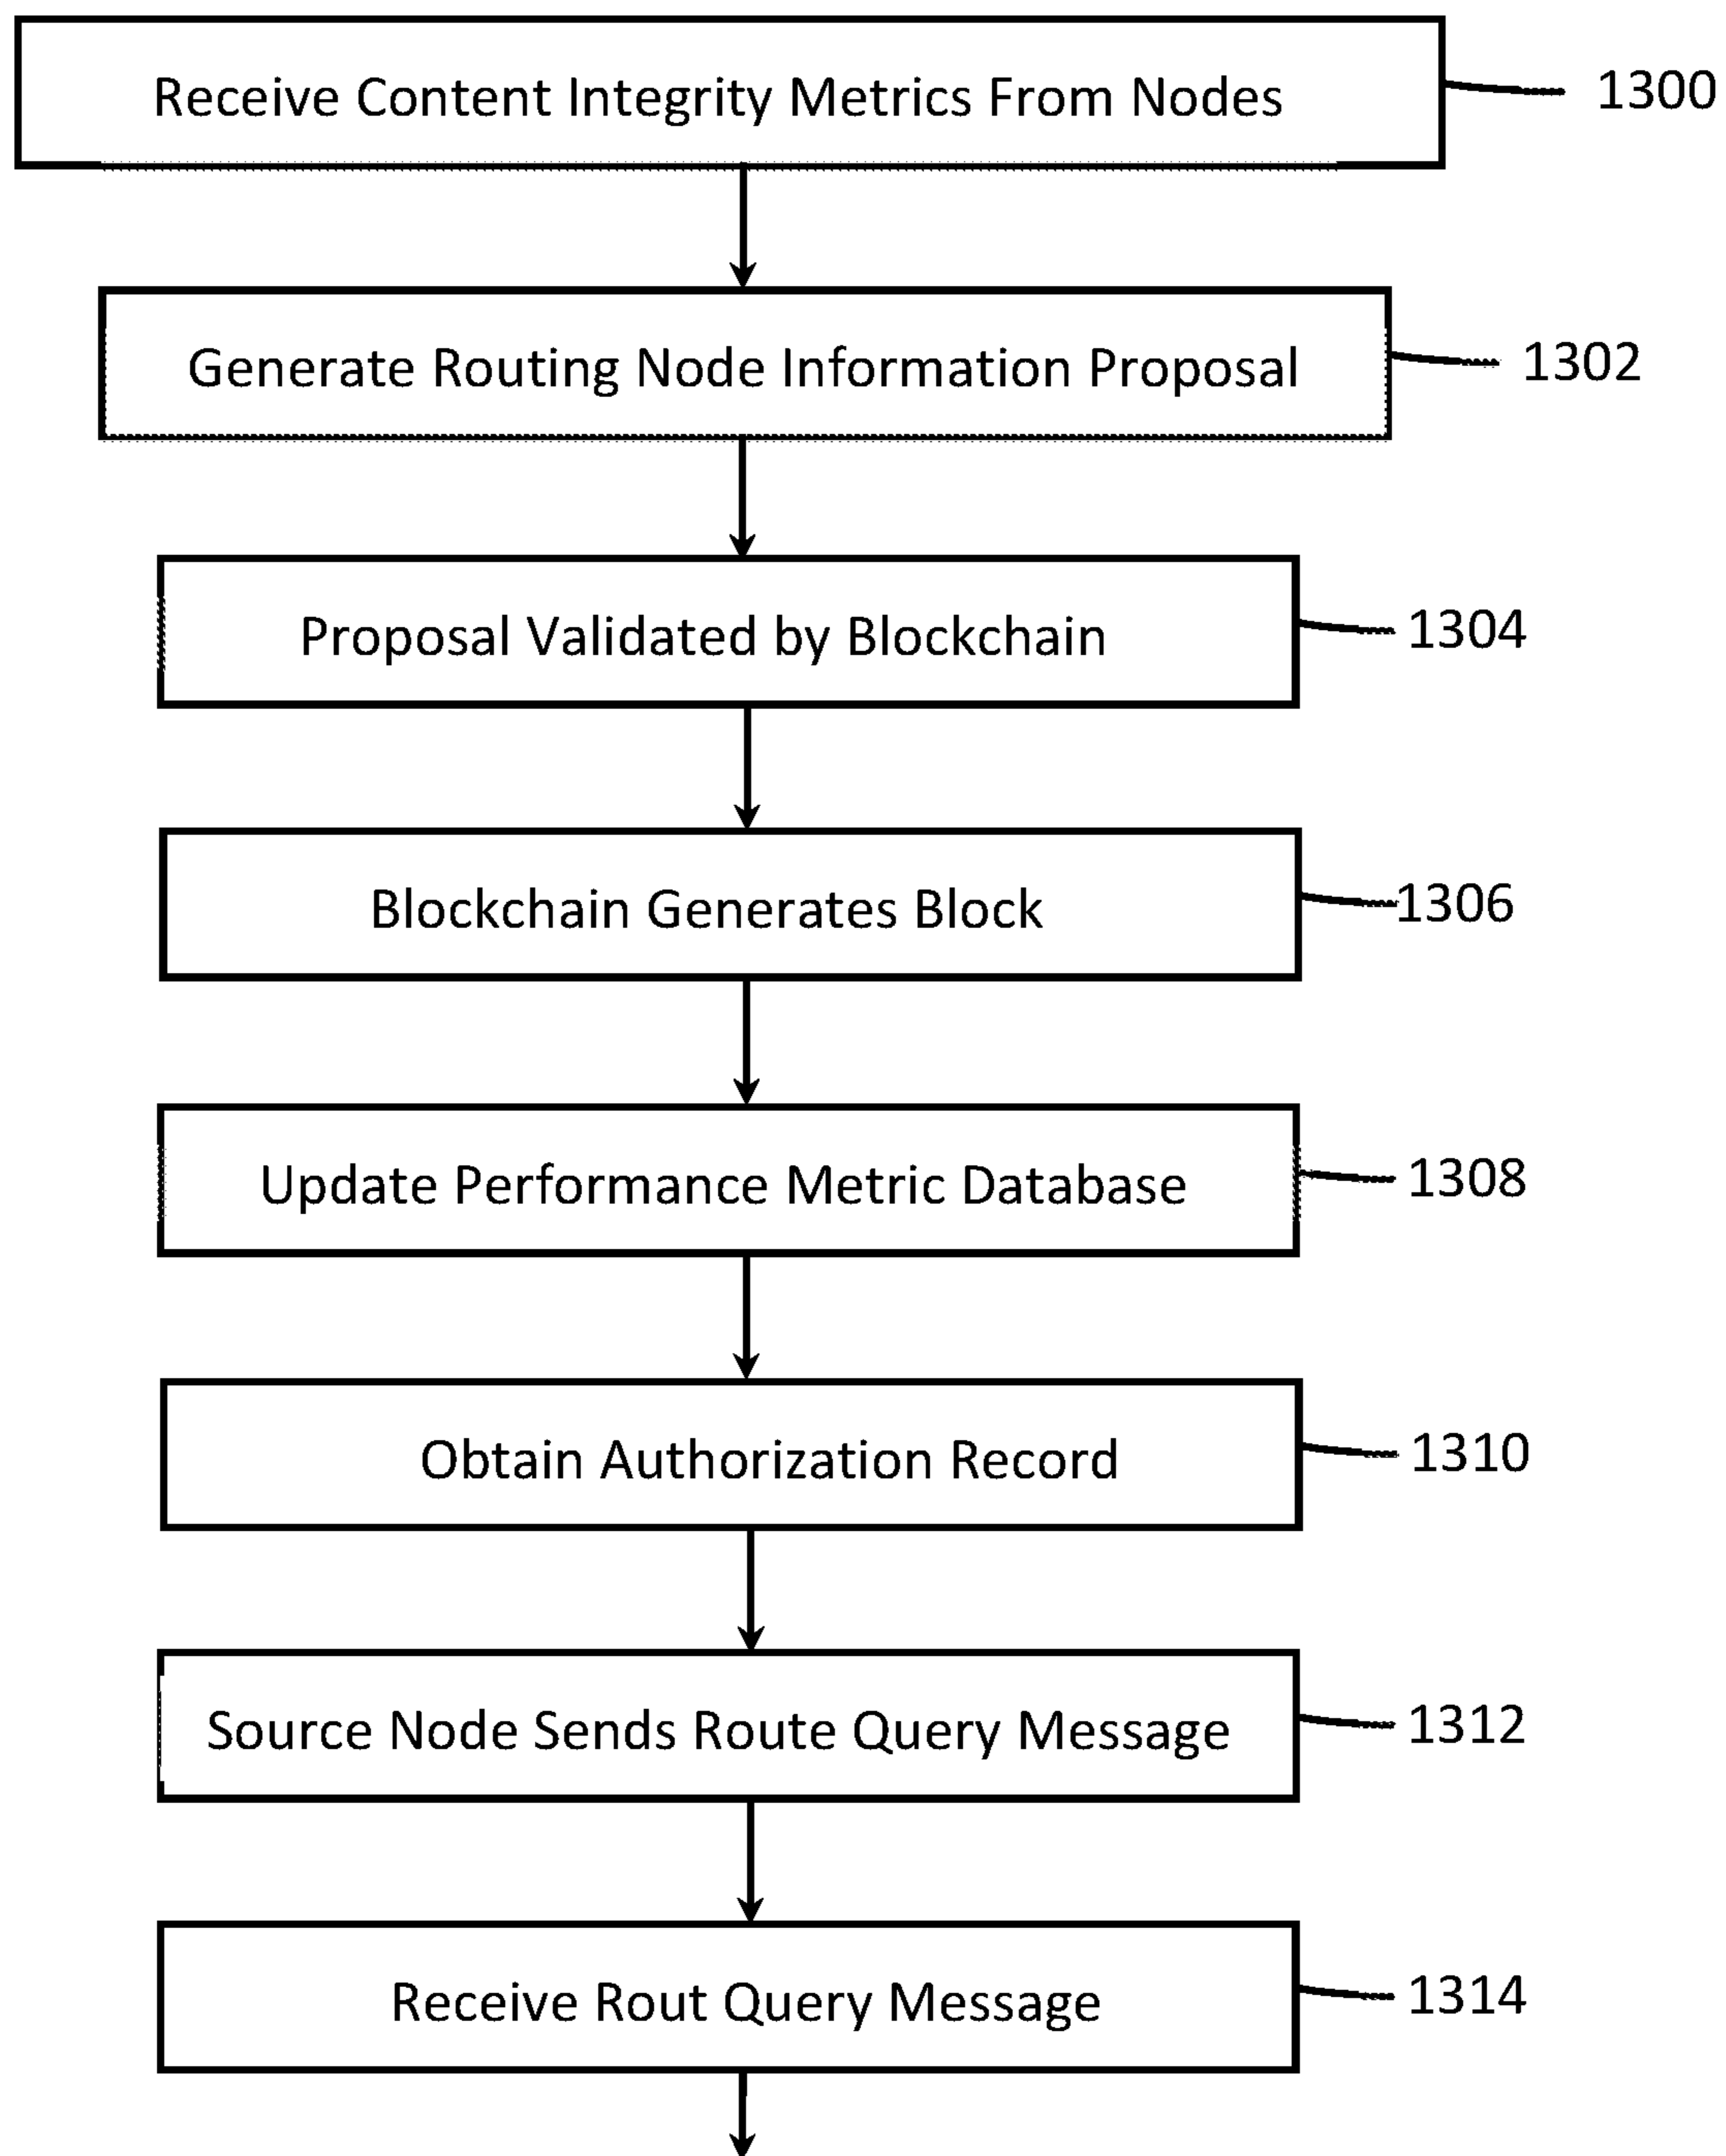 Receive Content Integrity Metrics From Nodes 1300
Generate Routing Node Information Proposal 1302
Proposal Validated by Blockchain 1304
Blockchain Generates Block 1306
Update Performance Metric Database 1308
Obtain Authorization Record 1310
Source Node Sends Route Query Message 1312
Receive Rout Query Message 1314